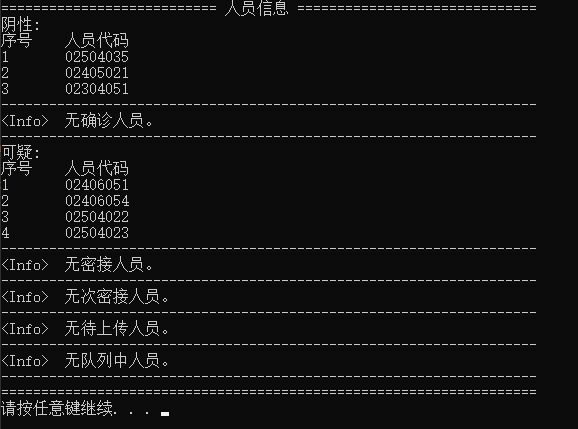 =========================== 人员信息 ==============================
阴性:
序号    人员代码
1       02504035
2       02405021
3       02304051
-------------------------------------------------------------------
<Info>  无确诊人员。
-------------------------------------------------------------------
可疑:
序号    人员代码
1       02406051
2       02406054
3       02504022
4       02504023
-------------------------------------------------------------------
<Info>  无密接人员。
-------------------------------------------------------------------
<Info>  无次密接人员。
-------------------------------------------------------------------
<Info>  无待上传人员。
-------------------------------------------------------------------
<Info>  无队列中人员。
-------------------------------------------------------------------
===================================================================
请按任意键继续. . .